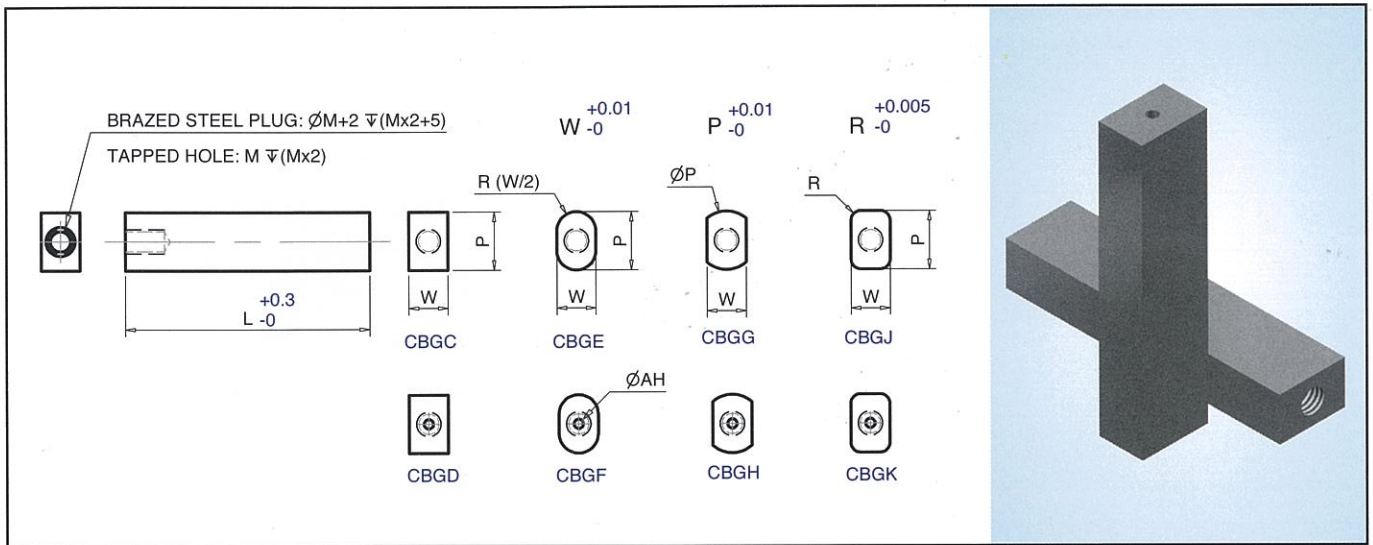 BRAZED STEEL PLUG: ØM+2 ↧(Mx2+5)
TAPPED HOLE: M ↧(Mx2)
W +0.01 -0
P +0.01 -0
R +0.005 -0
R (W/2)
ØP
R
P
P
P
W
W
W
W
L +0.3 -0
CBGC
CBGE
CBGG
CBGJ
ØAH
CBGD
CBGF
CBGH
CBGK